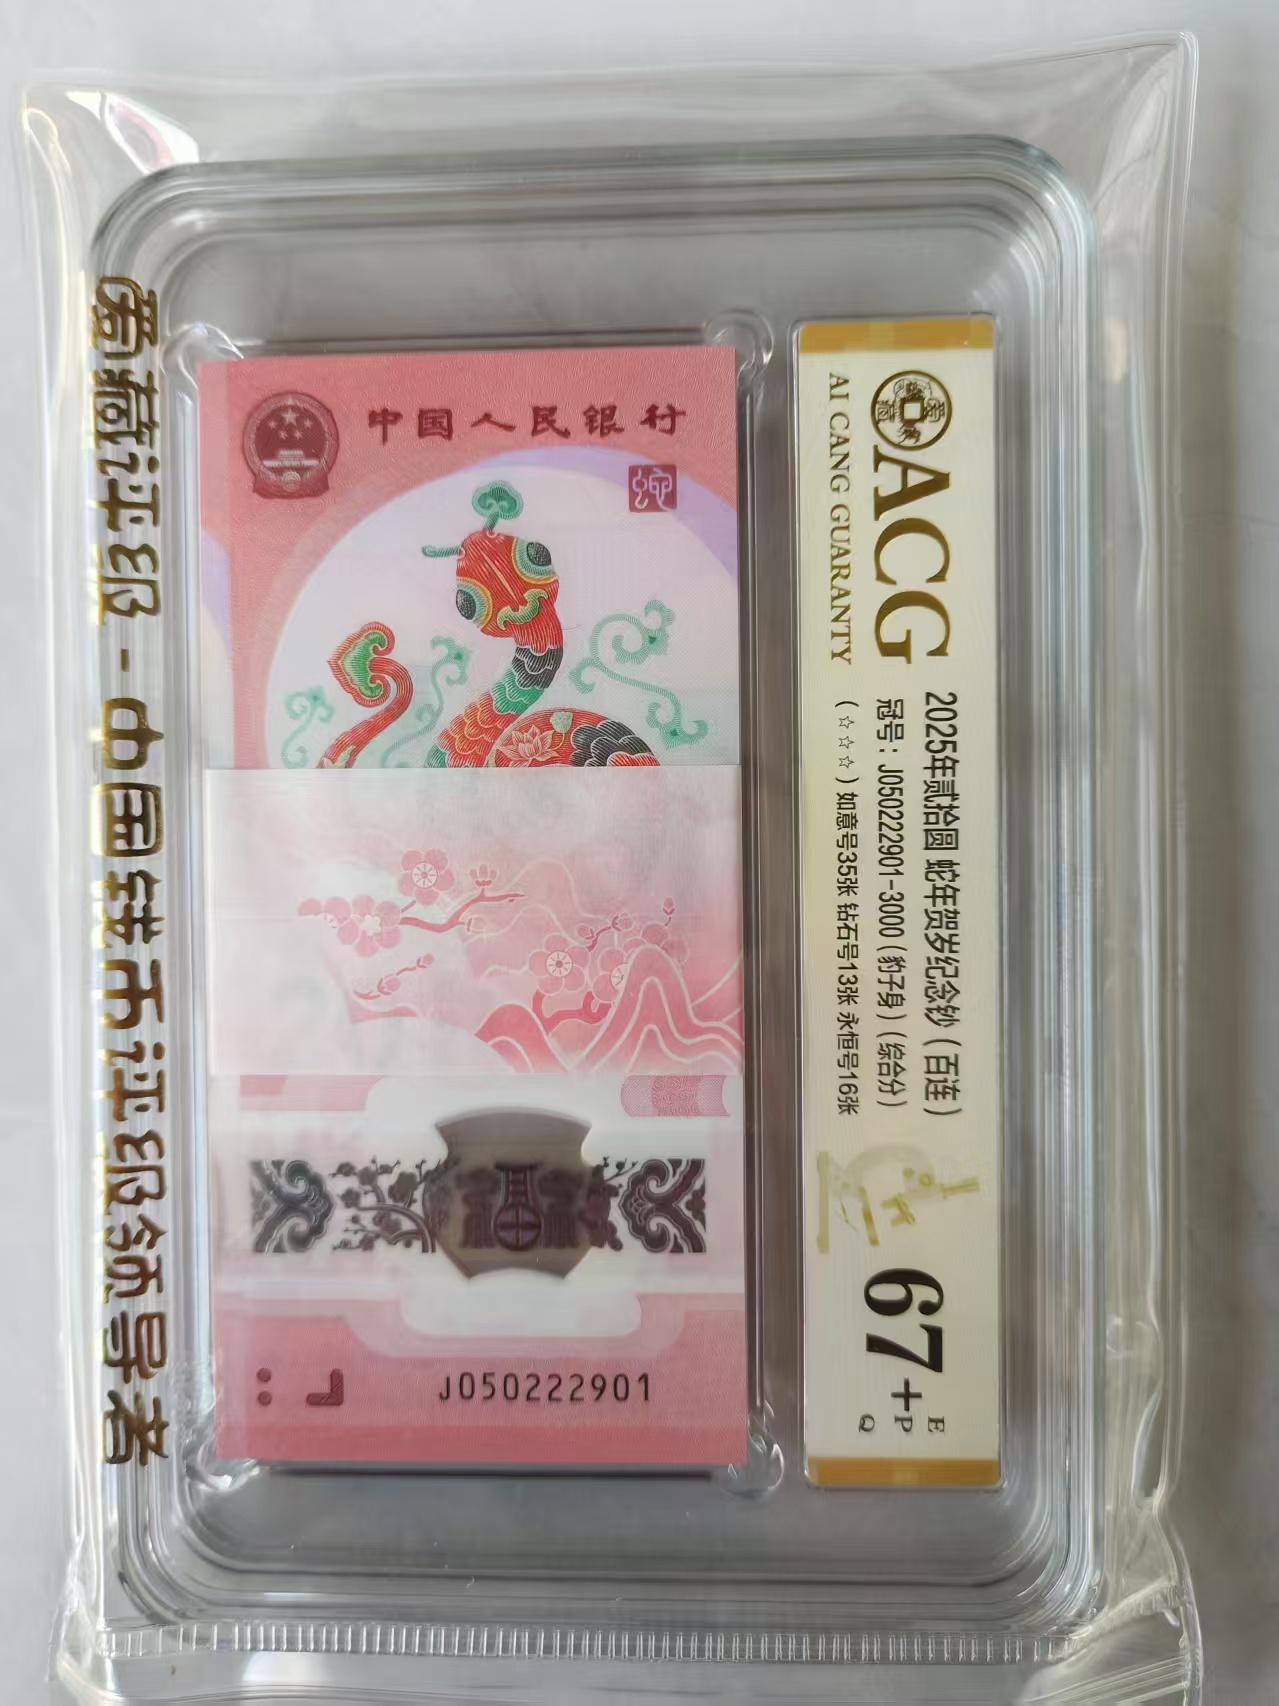 爱藏评级-中国钱币评级领导者
中国人民银行
蛇
J050222901
ACG
AI CANG GUARANTY
2025年贰拾圆 蛇年贺岁纪念钞（百连）
冠号：J050222901-3000（豹子身）（综合分）
（☆☆☆）如意号35张 钻石号13张 永恒号16张
67+
E
P
Q